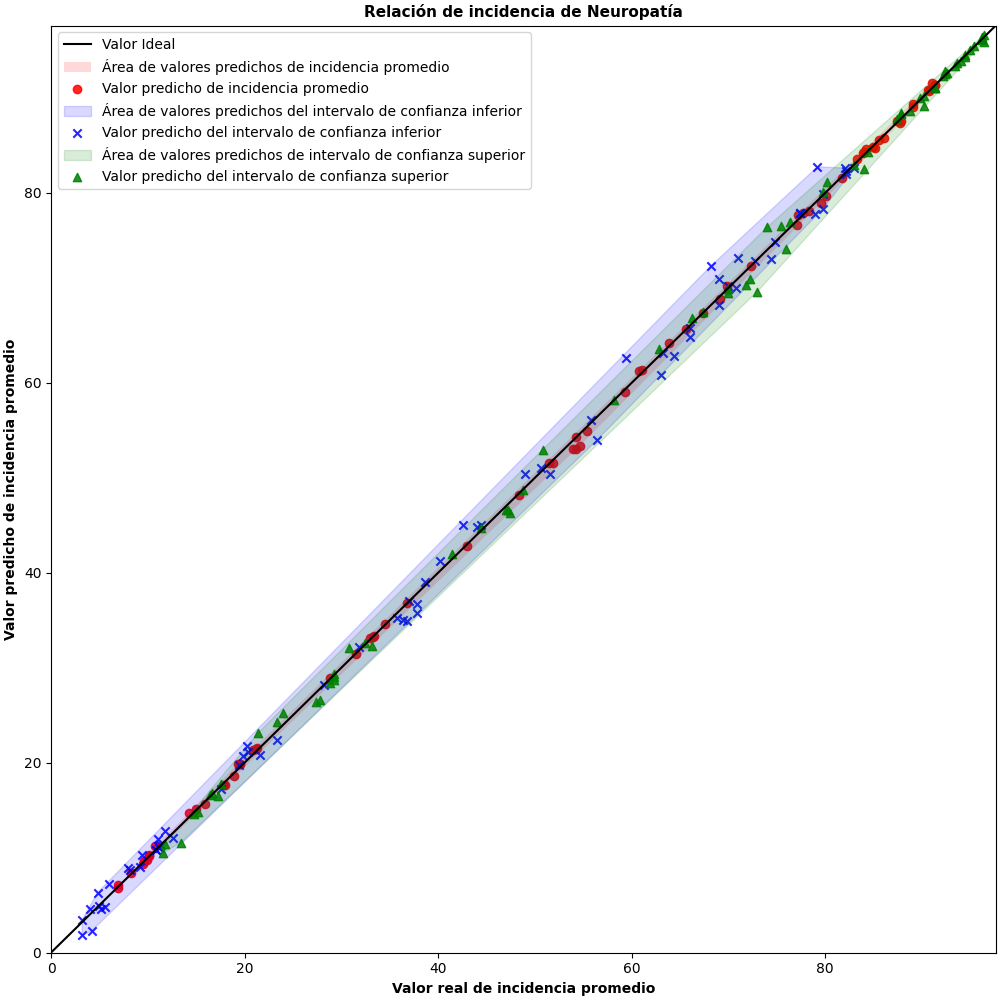 Relación de incidencia de Neuropatía
Valor Ideal
Área de valores predichos de incidencia promedio
Valor predicho de incidencia promedio
Área de valores predichos del intervalo de confianza inferior
Valor predicho del intervalo de confianza inferior
Área de valores predichos de intervalo de confianza superior
Valor predicho del intervalo de confianza superior
Valor predicho de incidencia promedio
80
60
40
20
0
0 20 40 60 80
Valor real de incidencia promedio